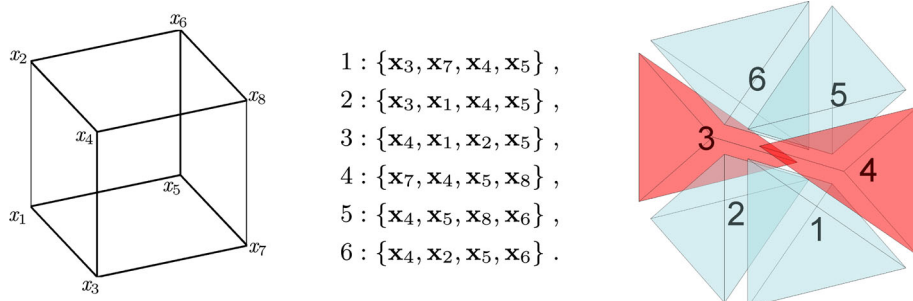 x₆
x₂
x₈
x₄
x₅
x₁
x₇
x₃
1 : {x₃, x₇, x₄, x₅} ,
2 : {x₃, x₁, x₄, x₅} ,
3 : {x₄, x₁, x₂, x₅} ,
4 : {x₇, x₄, x₅, x₈} ,
5 : {x₄, x₅, x₈, x₆} ,
6 : {x₄, x₂, x₅, x₆} .
6
5
3
4
2
1